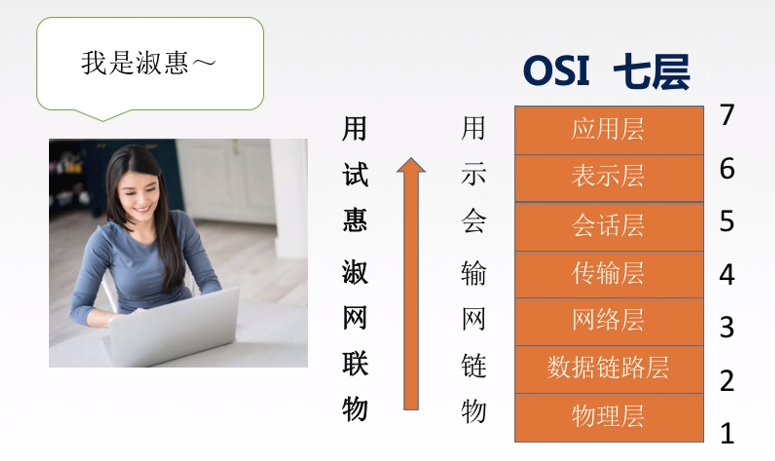 我是淑惠～
OSI 七层
用 用 应用层 7
试 示 表示层 6
惠 会 会话层 5
淑 输 传输层 4
网 网 网络层 3
联 链 数据链路层 2
物 物 物理层 1